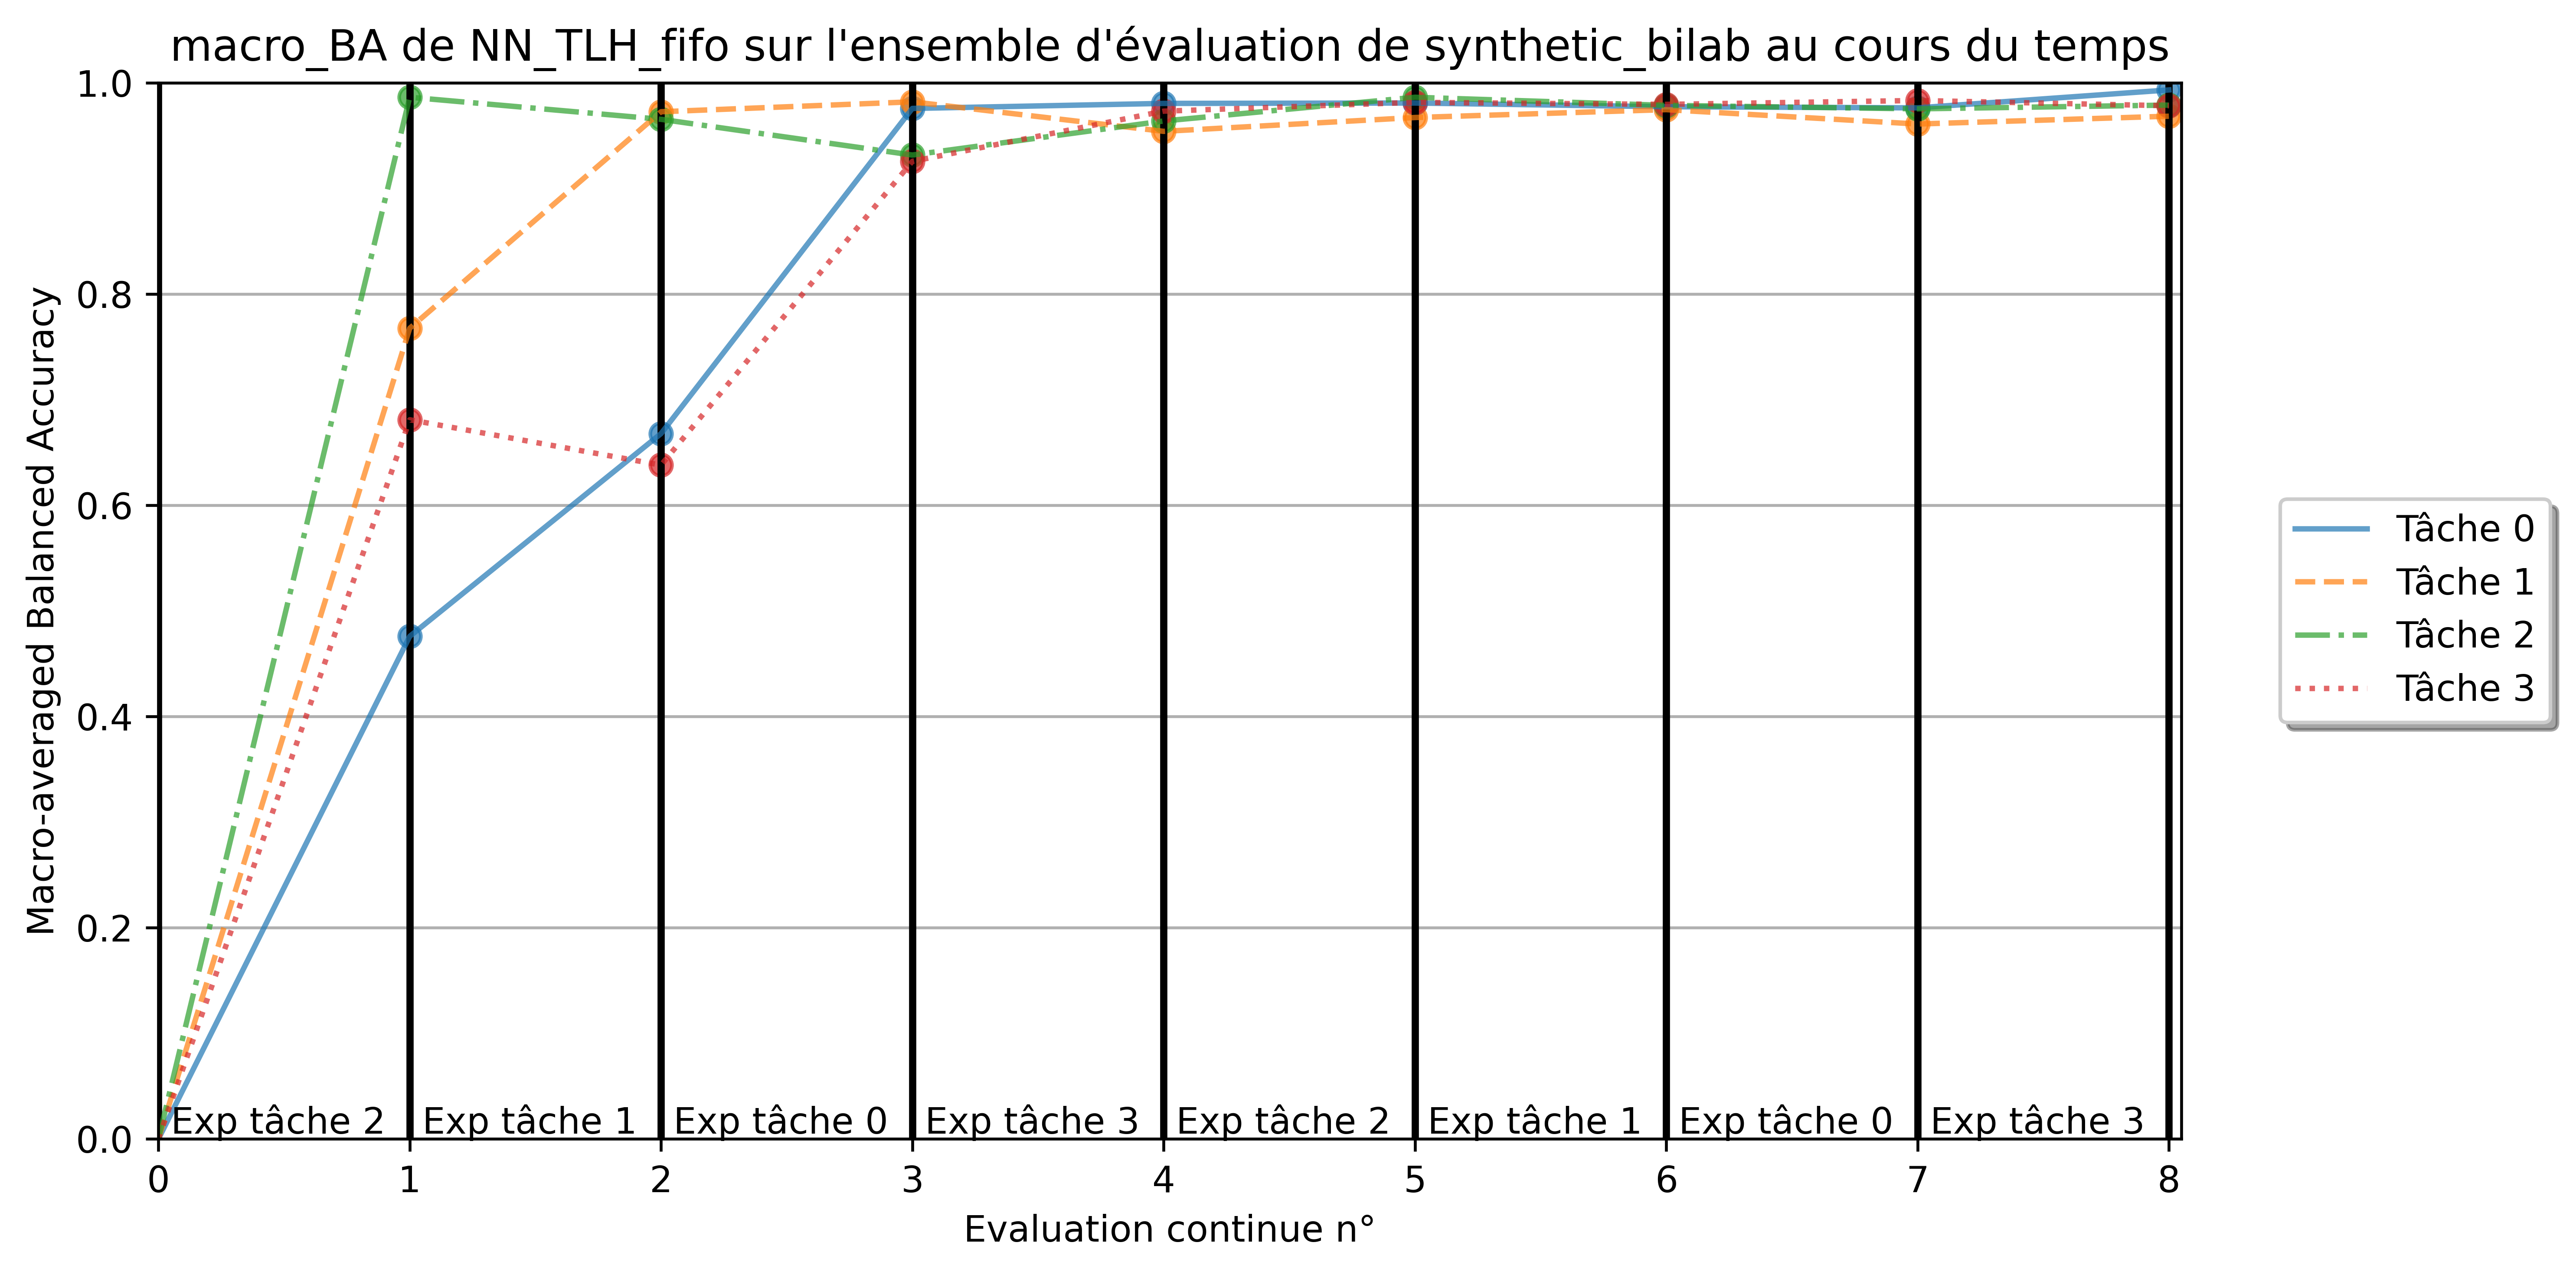 macro_BA de NN_TLH_fifo sur l'ensemble d'évaluation de synthetic_bilab au cours du temps
Macro-averaged Balanced Accuracy
1.0
0.8
0.6
0.4
0.2
0.0
Exp tâche 2 Exp tâche 1 Exp tâche 0 Exp tâche 3 Exp tâche 2 Exp tâche 1 Exp tâche 0 Exp tâche 3
0 1 2 3 4 5 6 7 8
Evaluation continue n°
Tâche 0
Tâche 1
Tâche 2
Tâche 3